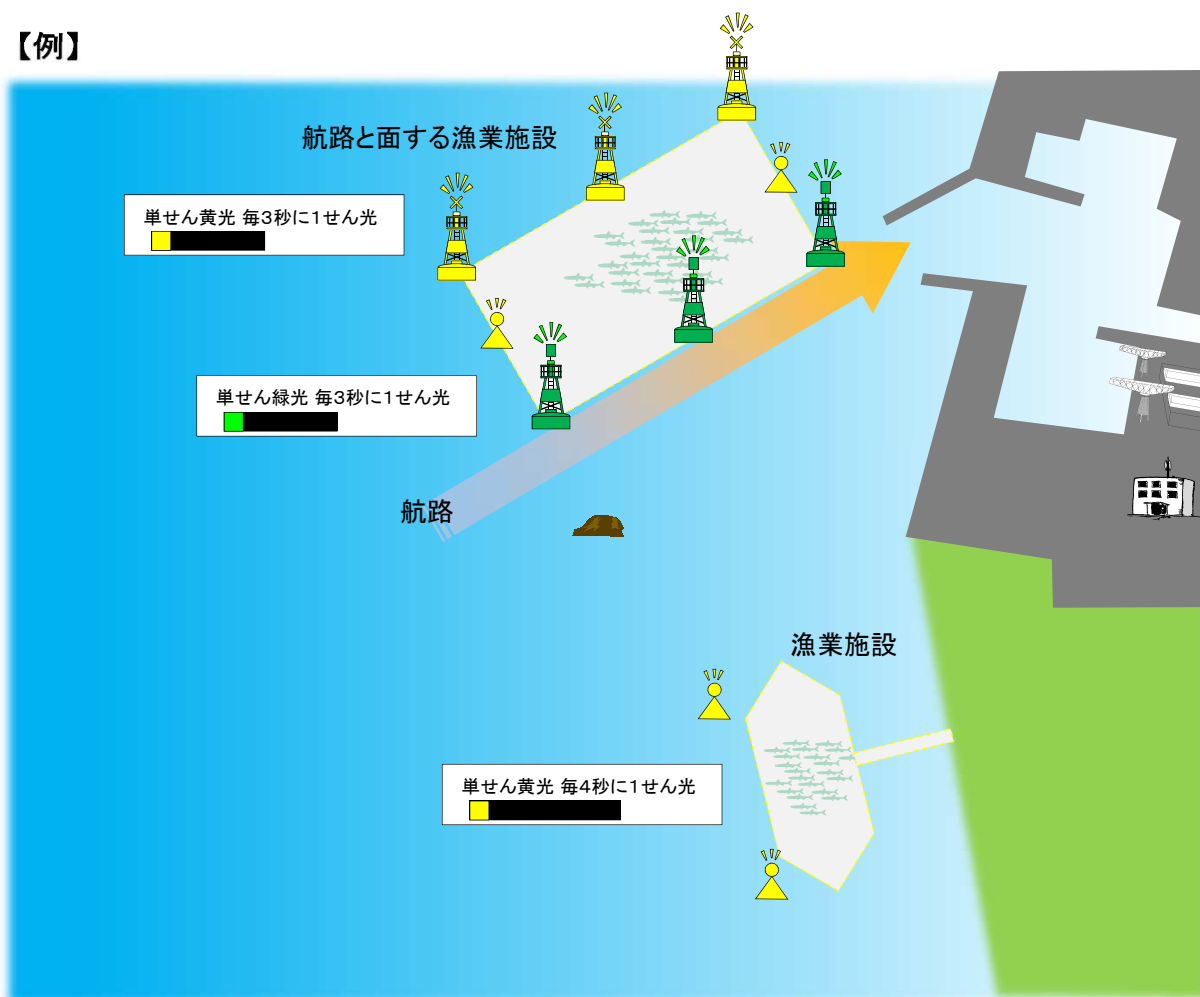 【例】
航路と面する漁業施設
単せん黄光 毎3秒に1せん光
単せん緑光 毎3秒に1せん光
航路
漁業施設
単せん黄光 毎4秒に1せん光